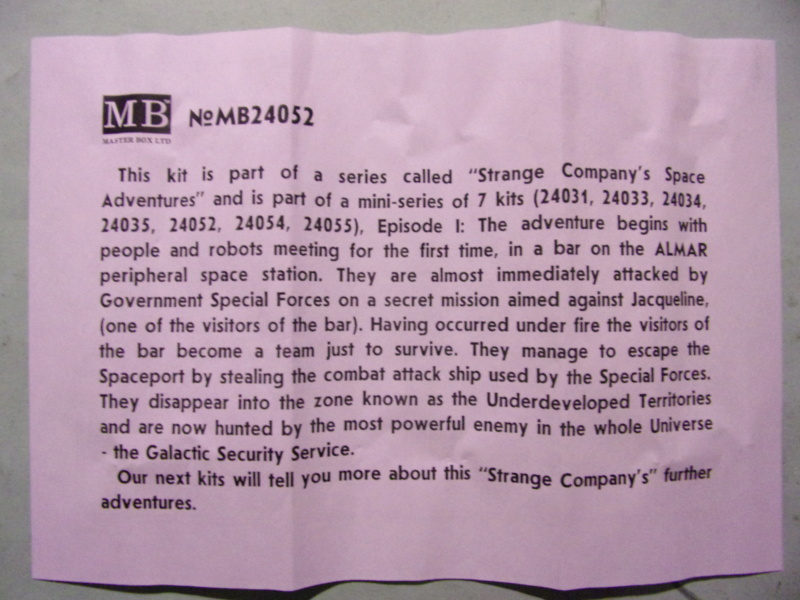 MB NoMB24052
MASTER BOX LTD
This kit is part of a series called "Strange Company's Space
Adventures" and is part of a mini-series of 7 kits (24031, 24033, 24034,
24035, 24052, 24054, 24055), Episode I: The adventure begins with
people and robots meeting for the first time, in a bar on the ALMAR
peripheral space station. They are almost immediately attacked by
Government Special Forces on a secret mission aimed against Jacqueline,
(one of the visitors of the bar). Having occurred under fire the visitors of
the bar become a team just to survive. They manage to escape the
Spaceport by stealing the combat attack ship used by the Special Forces.
They disappear into the zone known as the Underdeveloped Territories
and are now hunted by the most powerful enemy in the whole Universe
- the Galactic Security Service.
Our next kits will tell you more about this "Strange Company's" further
adventures.